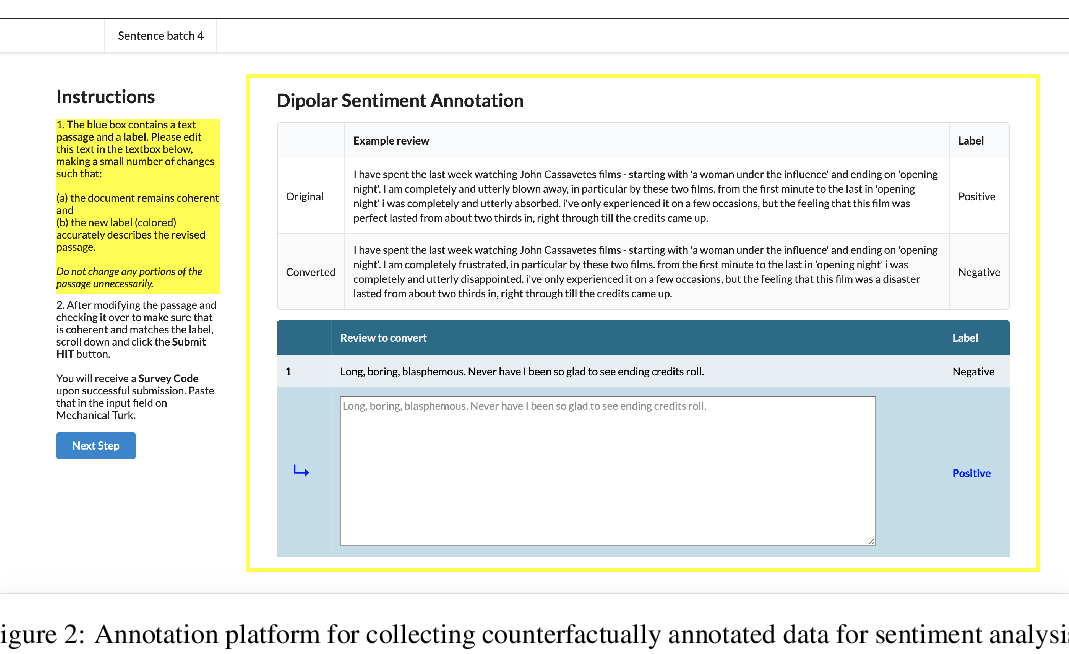 Sentence batch 4
Instructions
1. The blue box contains a text
passage and a label. Please edit
this text in the textbox below,
making a small number of changes
such that:
(a) the document remains coherent
and
(b) the new label (colored)
accurately describes the revised
passage.
Do not change any portions of the
passage unnecessarily.
2. After modifying the passage and
checking it over to make sure that
is coherent and matches the label,
scroll down and click the Submit
HIT button.
You will receive a Survey Code
upon successful submission. Paste
that in the input field on
Mechanical Turk.
Next Step
Dipolar Sentiment Annotation
Example review Label
Original
I have spent the last week watching John Cassavetes films - starting with 'a woman under the influence' and ending on 'opening
night'. I am completely and utterly blown away, in particular by these two films. from the first minute to the last in 'opening
night' i was completely and utterly absorbed. i've only experienced it on a few occasions, but the feeling that this film was
perfect lasted from about two thirds in, right through till the credits came up.
Positive
Converted
I have spent the last week watching John Cassavetes films - starting with 'a woman under the influence' and ending on 'opening
night'. I am completely frustrated, in particular by these two films. from the first minute to the last in 'opening night' i was
completely and utterly disappointed. i've only experienced it on a few occasions, but the feeling that this film was a disaster
lasted from about two thirds in, right through till the credits came up.
Negative
Review to convert Label
1 Long, boring, blasphemous. Never have I been so glad to see ending credits roll. Negative
Long, boring, blasphemous. Never have I been so glad to see ending credits roll.
Positive
igure 2: Annotation platform for collecting counterfactually annotated data for sentiment analysis